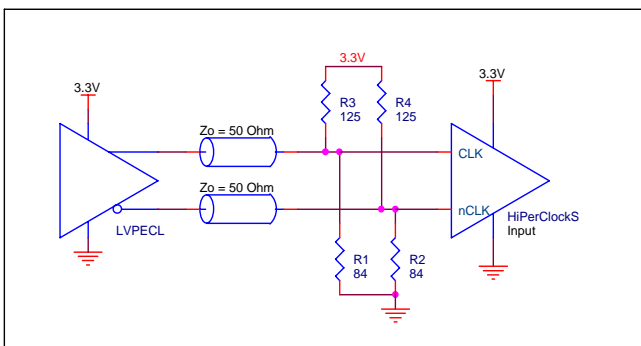 3.3V
3.3V
3.3V
R3
125
R4
125
Zo = 50 Ohm
CLK
Zo = 50 Ohm
nCLK
HiPerClockS
Input
LVPECL
R1
84
R2
84